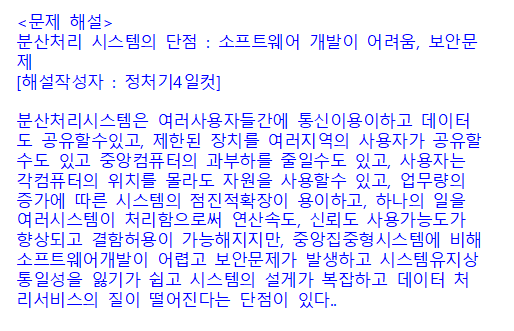 <문제 해설>
분산처리 시스템의 단점 : 소프트웨어 개발이 어려움, 보안문
제
[해설작성자 : 정처기4일컷]
분산처리시스템은 여러사용자들간에 통신이용이하고 데이터
도 공유할수있고, 제한된 장치를 여러지역의 사용자가 공유할
수도 있고 중앙컴퓨터의 과부하를 줄일수도 있고, 사용자는
각컴퓨터의 위치를 몰라도 자원을 사용할수 있고, 업무량의
증가에 따른 시스템의 점진적확장이 용이하고, 하나의 일을
여러시스템이 처리함으로써 연산속도, 신뢰도 사용가능도가
향상되고 결함허용이 가능해지지만, 중앙집중형시스템에 비해
소프트웨어개발이 어렵고 보안문제가 발생하고 시스템유지상
통일성을 잃기가 쉽고 시스템의 설게가 복잡하고 데이터 처
리서비스의 질이 떨어진다는 단점이 있다..